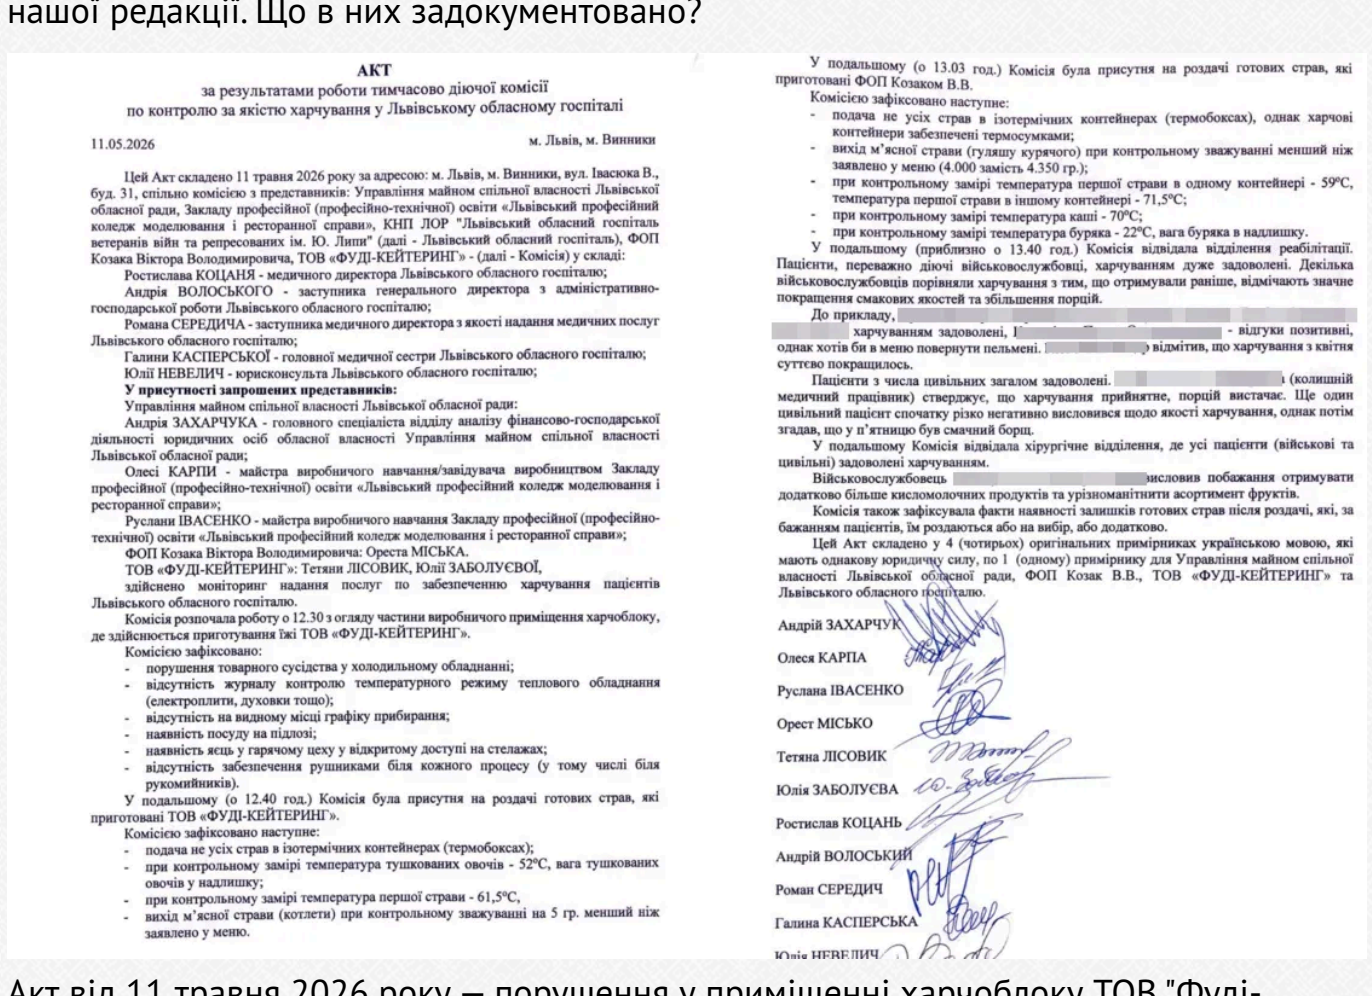 нашої редакції. Що в них задокументовано?
АКТ
за результатами роботи тимчасово діючої комісії
по контролю за якістю харчування у Львівському обласному госпіталі
11.05.2026 м. Львів, м. Винники
Цей Акт складено 11 травня 2026 року за адресою: м. Львів, м. Винники, вул. Івасюка В.,
буд. 31, спільно комісією з представників: Управління майном спільної власності Львівської
обласної ради, Закладу професійної (професійно-технічної) освіти «Львівський професійний
коледж моделювання і ресторанної справи», КНП ЛОР "Львівський обласний госпіталь
ветеранів війн та репресованих ім. Ю. Липи" (далі - Львівський обласний госпіталь), ФОП
Козака Віктора Володимировича, ТОВ «ФУДІ-КЕЙТЕРИНГ» - (далі - Комісія) у складі:
Ростислава КОЦАНЯ - медичного директора Львівського обласного госпіталю;
Андрія ВОЛОСЬКОГО - заступника генерального директора з адміністративно-
господарської роботи Львівського обласного госпіталю;
Романа СЕРЕДИЧА - заступника медичного директора з якості надання медичних послуг
Львівського обласного госпіталю;
Галини КАСПЕРСЬКОЇ - головної медичної сестри Львівського обласного госпіталю;
Юлії НЕВЕЛИЧ - юрисконсульта Львівського обласного госпіталю;
У присутності запрошених представників:
Управління майном спільної власності Львівської обласної ради:
Андрія ЗАХАРЧУКА - головного спеціаліста відділу аналізу фінансово-господарської
діяльності юридичних осіб обласної власності Управління майном спільної власності
Львівської обласної ради;
Олесі КАРПИ - майстра виробничого навчання/завідувача виробництвом Закладу
професійної (професійно-технічної) освіти «Львівський професійний коледж моделювання і
ресторанної справи»;
Руслани ІВАСЕНКО - майстра виробничого навчання Закладу професійної (професійно-
технічної) освіти «Львівський професійний коледж моделювання і ресторанної справи»;
ФОП Козака Віктора Володимировича: Ореста МІСЬКА.
ТОВ «ФУДІ-КЕЙТЕРИНГ»: Тетяни ЛІСОВИК, Юлії ЗАБОЛУЄВОЇ,
здійснено моніторинг надання послуг по забезпеченню харчування пацієнтів
Львівського обласного госпіталю.
Комісія розпочала роботу о 12.30 з огляду частини виробничого приміщення харчоблоку,
де здійснюється приготування їжі ТОВ «ФУДІ-КЕЙТЕРИНГ».
Комісією зафіксовано:
- порушення товарного сусідства у холодильному обладнанні;
- відсутність журналу контролю температурного режиму теплового обладнання
(електроплити, духовки тощо);
- відсутність на видному місці графіку прибирання;
- наявність посуду на підлозі;
- наявність яєць у гарячому цеху у відкритому доступі на стелажах;
- відсутність забезпечення рушниками біля кожного процесу (у тому числі біля
рукомийників).
У подальшому (о 12.40 год.) Комісія була присутня на роздачі готових страв, які
приготовані ТОВ «ФУДІ-КЕЙТЕРИНГ».
Комісією зафіксовано наступне:
- подача не усіх страв в ізотермічних контейнерах (термобоксах);
- при контрольному замірі температура тушкованих овочів - 52°С, вага тушкованих
овочів у надлишку;
- при контрольному замірі температура першої страви - 61,5°С,
- вихід м’ясної страви (котлети) при контрольному зважуванні на 5 гр. менший ніж
заявлено у меню.
У подальшому (о 13.03 год.) Комісія була присутня на роздачі готових страв, які
приготовані ФОП Козаком В.В.
Комісією зафіксовано наступне:
- подача не усіх страв в ізотермічних контейнерах (термобоксах), однак харчові
контейнери забезпечені термосумками;
- вихід м’ясної страви (гуляшу курячого) при контрольному зважуванні менший ніж
заявлено у меню (4.000 замість 4.350 гр.);
- при контрольному замірі температура першої страви в одному контейнері - 59°С,
температура першої страви в іншому контейнері - 71,5°С;
- при контрольному замірі температура каші - 70°С;
- при контрольному замірі температура буряка - 22°С, вага буряка в надлишку.
У подальшому (приблизно о 13.40 год.) Комісія відвідала відділення реабілітації.
Пацієнти, переважно діючі військовослужбовці, харчуванням дуже задоволені. Декілька
військовослужбовців порівняли харчування з тим, що отримували раніше, відмічають значне
покращення смакових якостей та збільшення порцій.
До прикладу,
харчуванням задоволені, - відгуки позитивні,
однак хотів би в меню повернути пельмені. відмітив, що харчування з квітня
суттєво покращилось.
Пацієнти з числа цивільних загалом задоволені. (колишній
медичний працівник) стверджує, що харчування прийнятне, порцій вистачає. Ще один
цивільний пацієнт спочатку різко негативно висловився щодо якості харчування, однак потім
згадав, що у п’ятницю був смачний борщ.
У подальшому Комісія відвідала хірургічне відділення, де усі пацієнти (військові та
цивільні) задоволені харчуванням.
Військовослужбовець висловив побажання отримувати
додатково більше кисломолочних продуктів та урізноманітнити асортимент фруктів.
Комісія також зафіксувала факти наявності залишків готових страв після роздачі, які, за
бажанням пацієнтів, їм роздаються або на вибір, або додатково.
Цей Акт складено у 4 (чотирьох) оригінальних примірниках українською мовою, які
мають однакову юридичну силу, по 1 (одному) примірнику для Управління майном спільної
власності Львівської обласної ради, ФОП Козак В.В., ТОВ «ФУДІ-КЕЙТЕРИНГ» та
Львівського обласного госпіталю.
Андрій ЗАХАРЧУК
Олеся КАРПА
Руслана ІВАСЕНКО
Орест МІСЬКО
Тетяна ЛІСОВИК
Юлія ЗАБОЛУЄВА
Ростислав КОЦАНЬ
Андрій ВОЛОСЬКИЙ
Роман СЕРЕДИЧ
Галина КАСПЕРСЬКА
Юлія НЕВЕЛИЧ
Акт від 11 травня 2026 року — порушення у приміщенні харчоблоку ТОВ "Фуді-